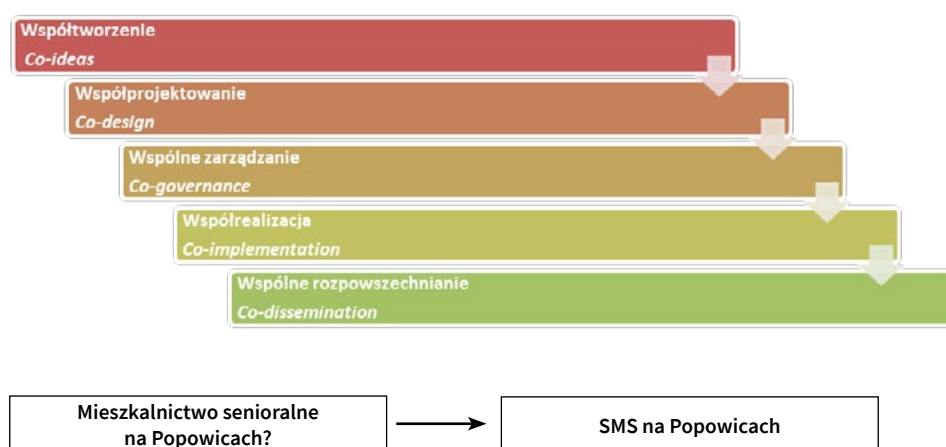 Współtworzenie
Co-ideas
Współprojektowanie
Co-design
Wspólne zarządzanie
Co-governance
Współrealizacja
Co-implementation
Wspólne rozpowszechnianie
Co-dissemination
Mieszkalnictwo senioralne
na Popowicach?
SMS na Popowicach